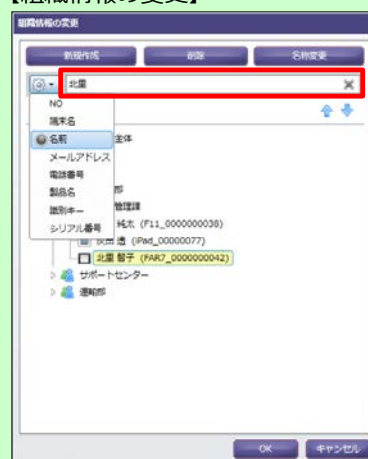 【組織情報の変更】
組織情報の変更
新規作成 削除 名称変更
北里
NO
端末名
名前
全体
メールアドレス
電話番号
製品名
部
識別キー
管理課
シリアル番号
純太 (F11_0000000038)
灰田 透 (iPad_00000077)
北里 智子 (FAR7_0000000042)
サポートセンター
運輸部
OK キャンセル